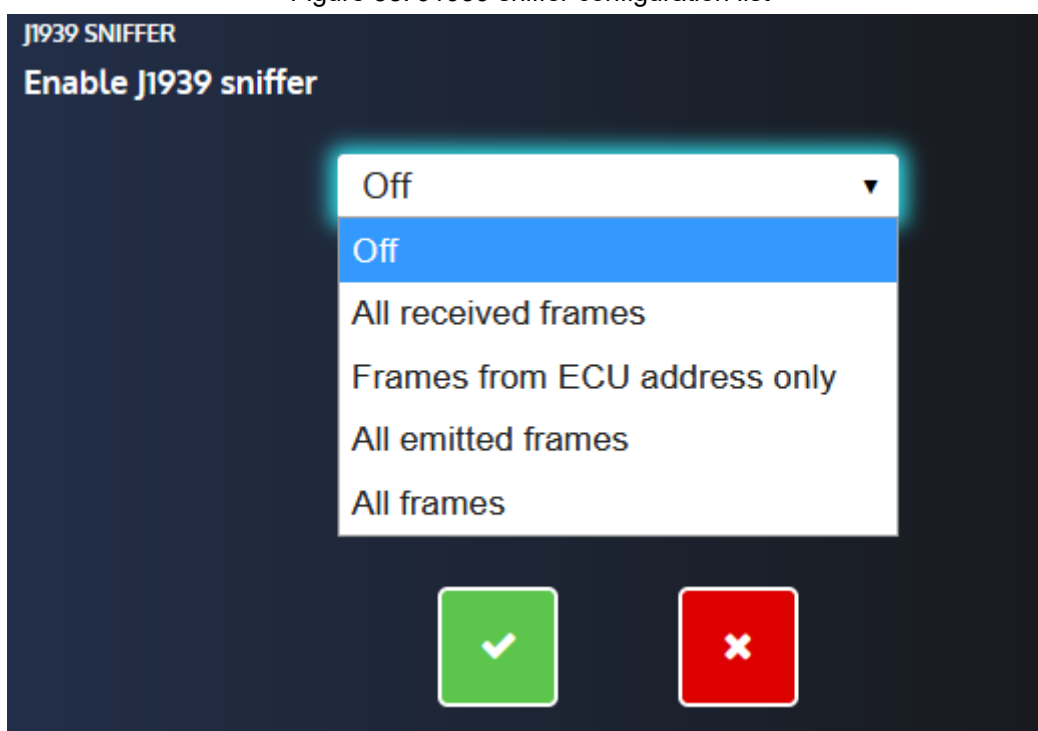 J1939 SNIFFER
Enable J1939 sniffer
Off
Off
All received frames
Frames from ECU address only
All emitted frames
All frames